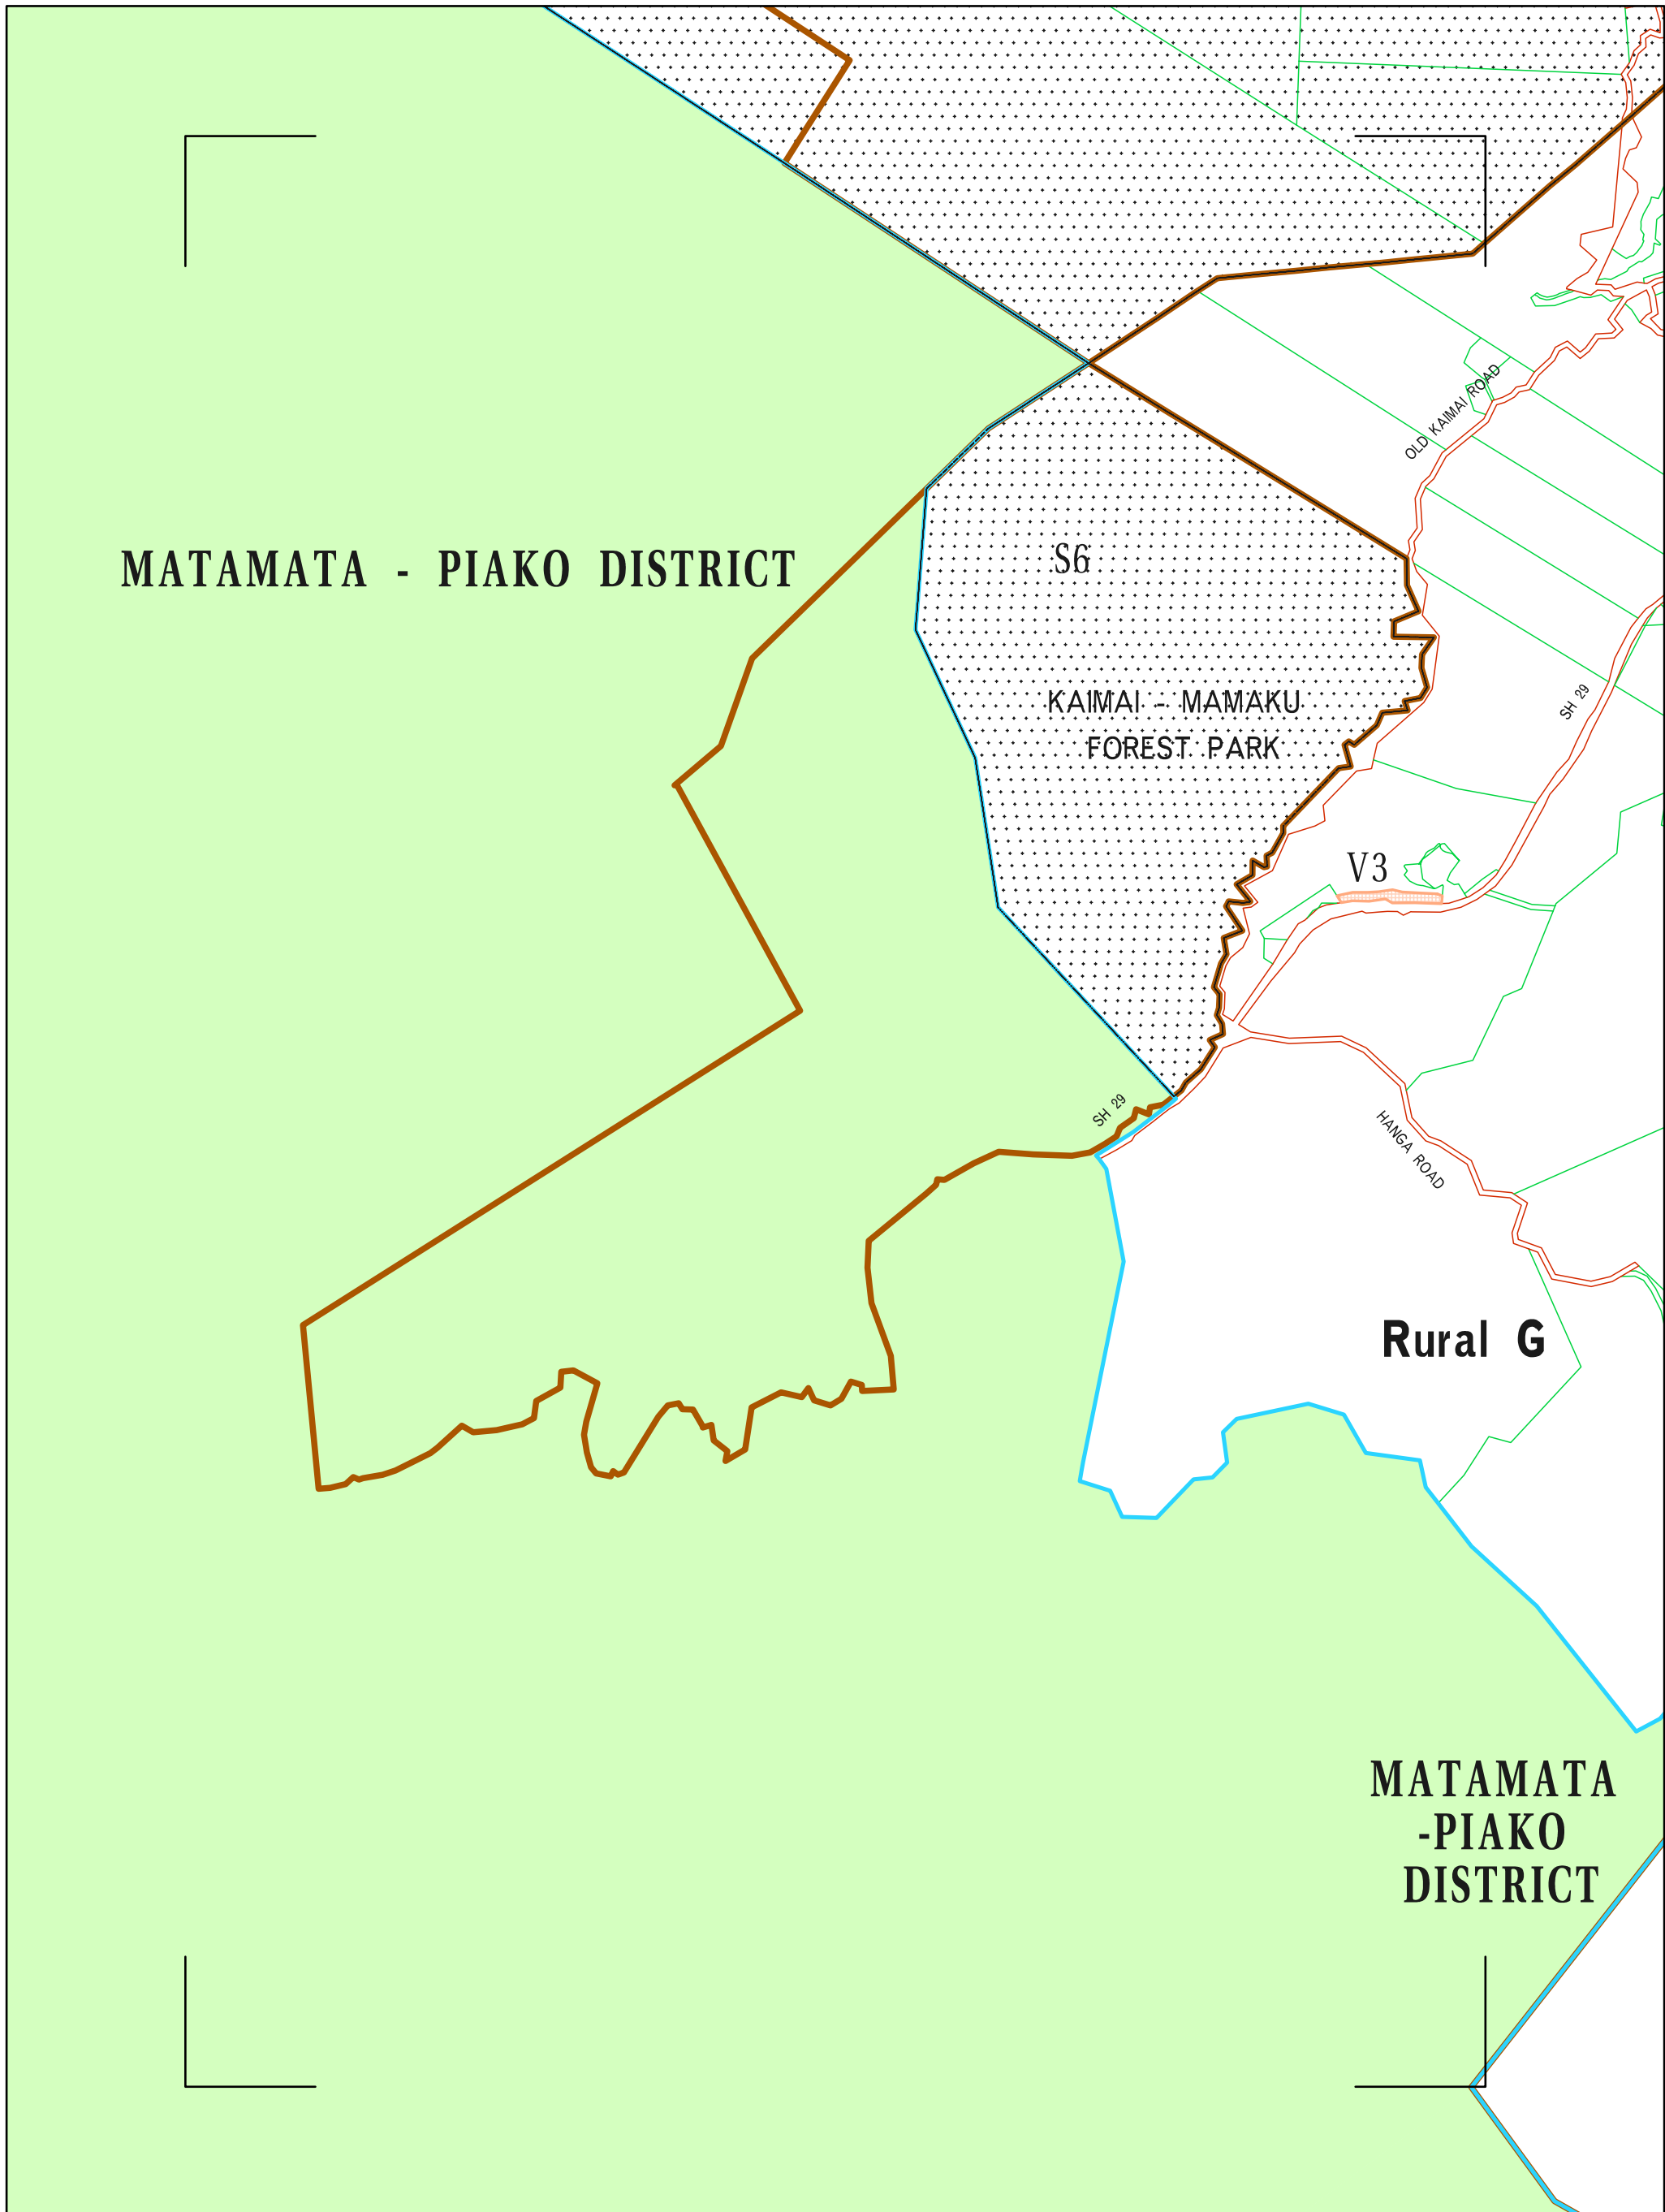 OLD KAIMAI ROAD
MATAMATA - PIAKO DISTRICT
S6
KAIMAI - MAMAKU
FOREST PARK
SH 29
V3
SH 29
HANGA ROAD
Rural G
MATAMATA
-PIAKO
DISTRICT